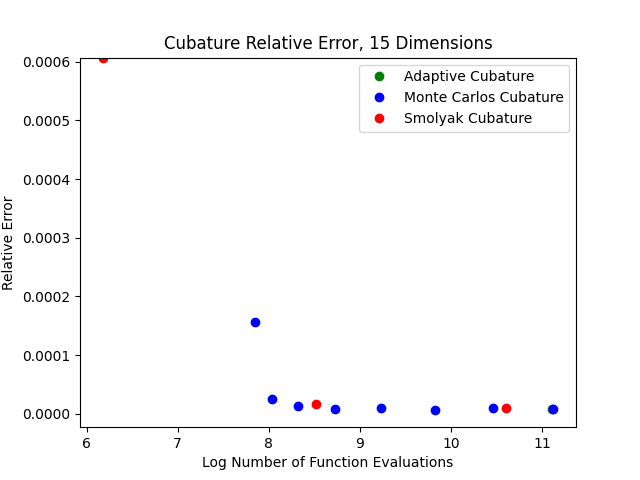 Cubature Relative Error, 15 Dimensions
Adaptive Cubature
Monte Carlos Cubature
Smolyak Cubature
Relative Error
0.0006
0.0005
0.0004
0.0003
0.0002
0.0001
0.0000
6 7 8 9 10 11
Log Number of Function Evaluations